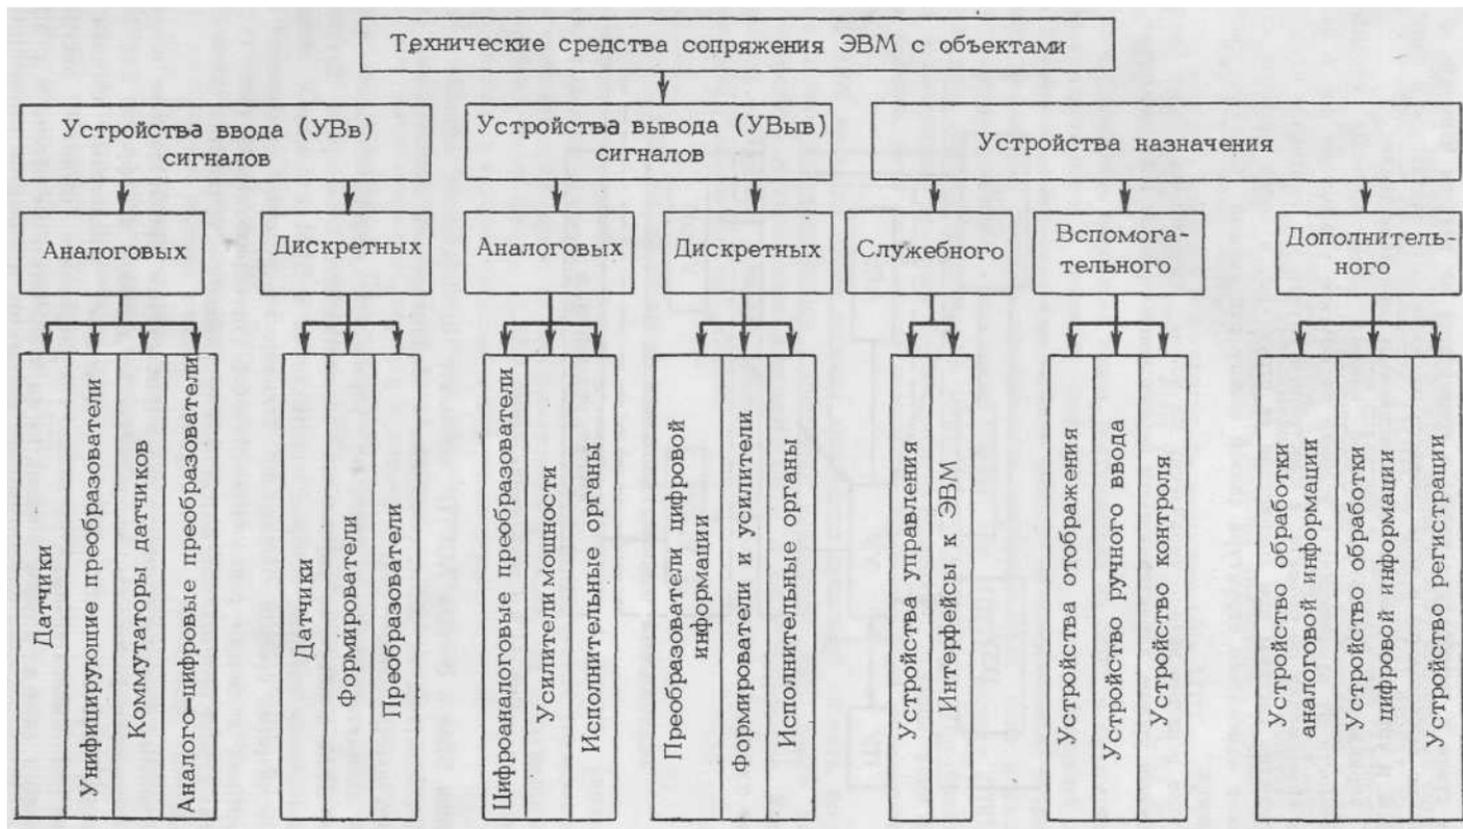 Технические средства сопряжения ЭВМ с объектами
Устройства ввода (УВв)
сигналов
Устройства вывода (УВыв)
сигналов
Устройства назначения
Аналоговых
Дискретных
Аналоговых
Дискретных
Служебного
Вспомога-
тельного
Дополнитель-
ного
Датчики
Унифицирующие преобразователи
Коммутаторы датчиков
Аналого-цифровые преобразователи
Датчики
Формирователи
Преобразователи
Цифроаналоговые преобразователи
Усилители мощности
Исполнительные органы
Преобразователи цифровой
информации
Формирователи и усилители
Исполнительные органы
Устройства управления
Интерфейсы к ЭВМ
Устройства отображения
Устройство ручного ввода
Устройство контроля
Устройство обработки
аналоговой информации
Устройство обработки
цифровой информации
Устройство регистрации